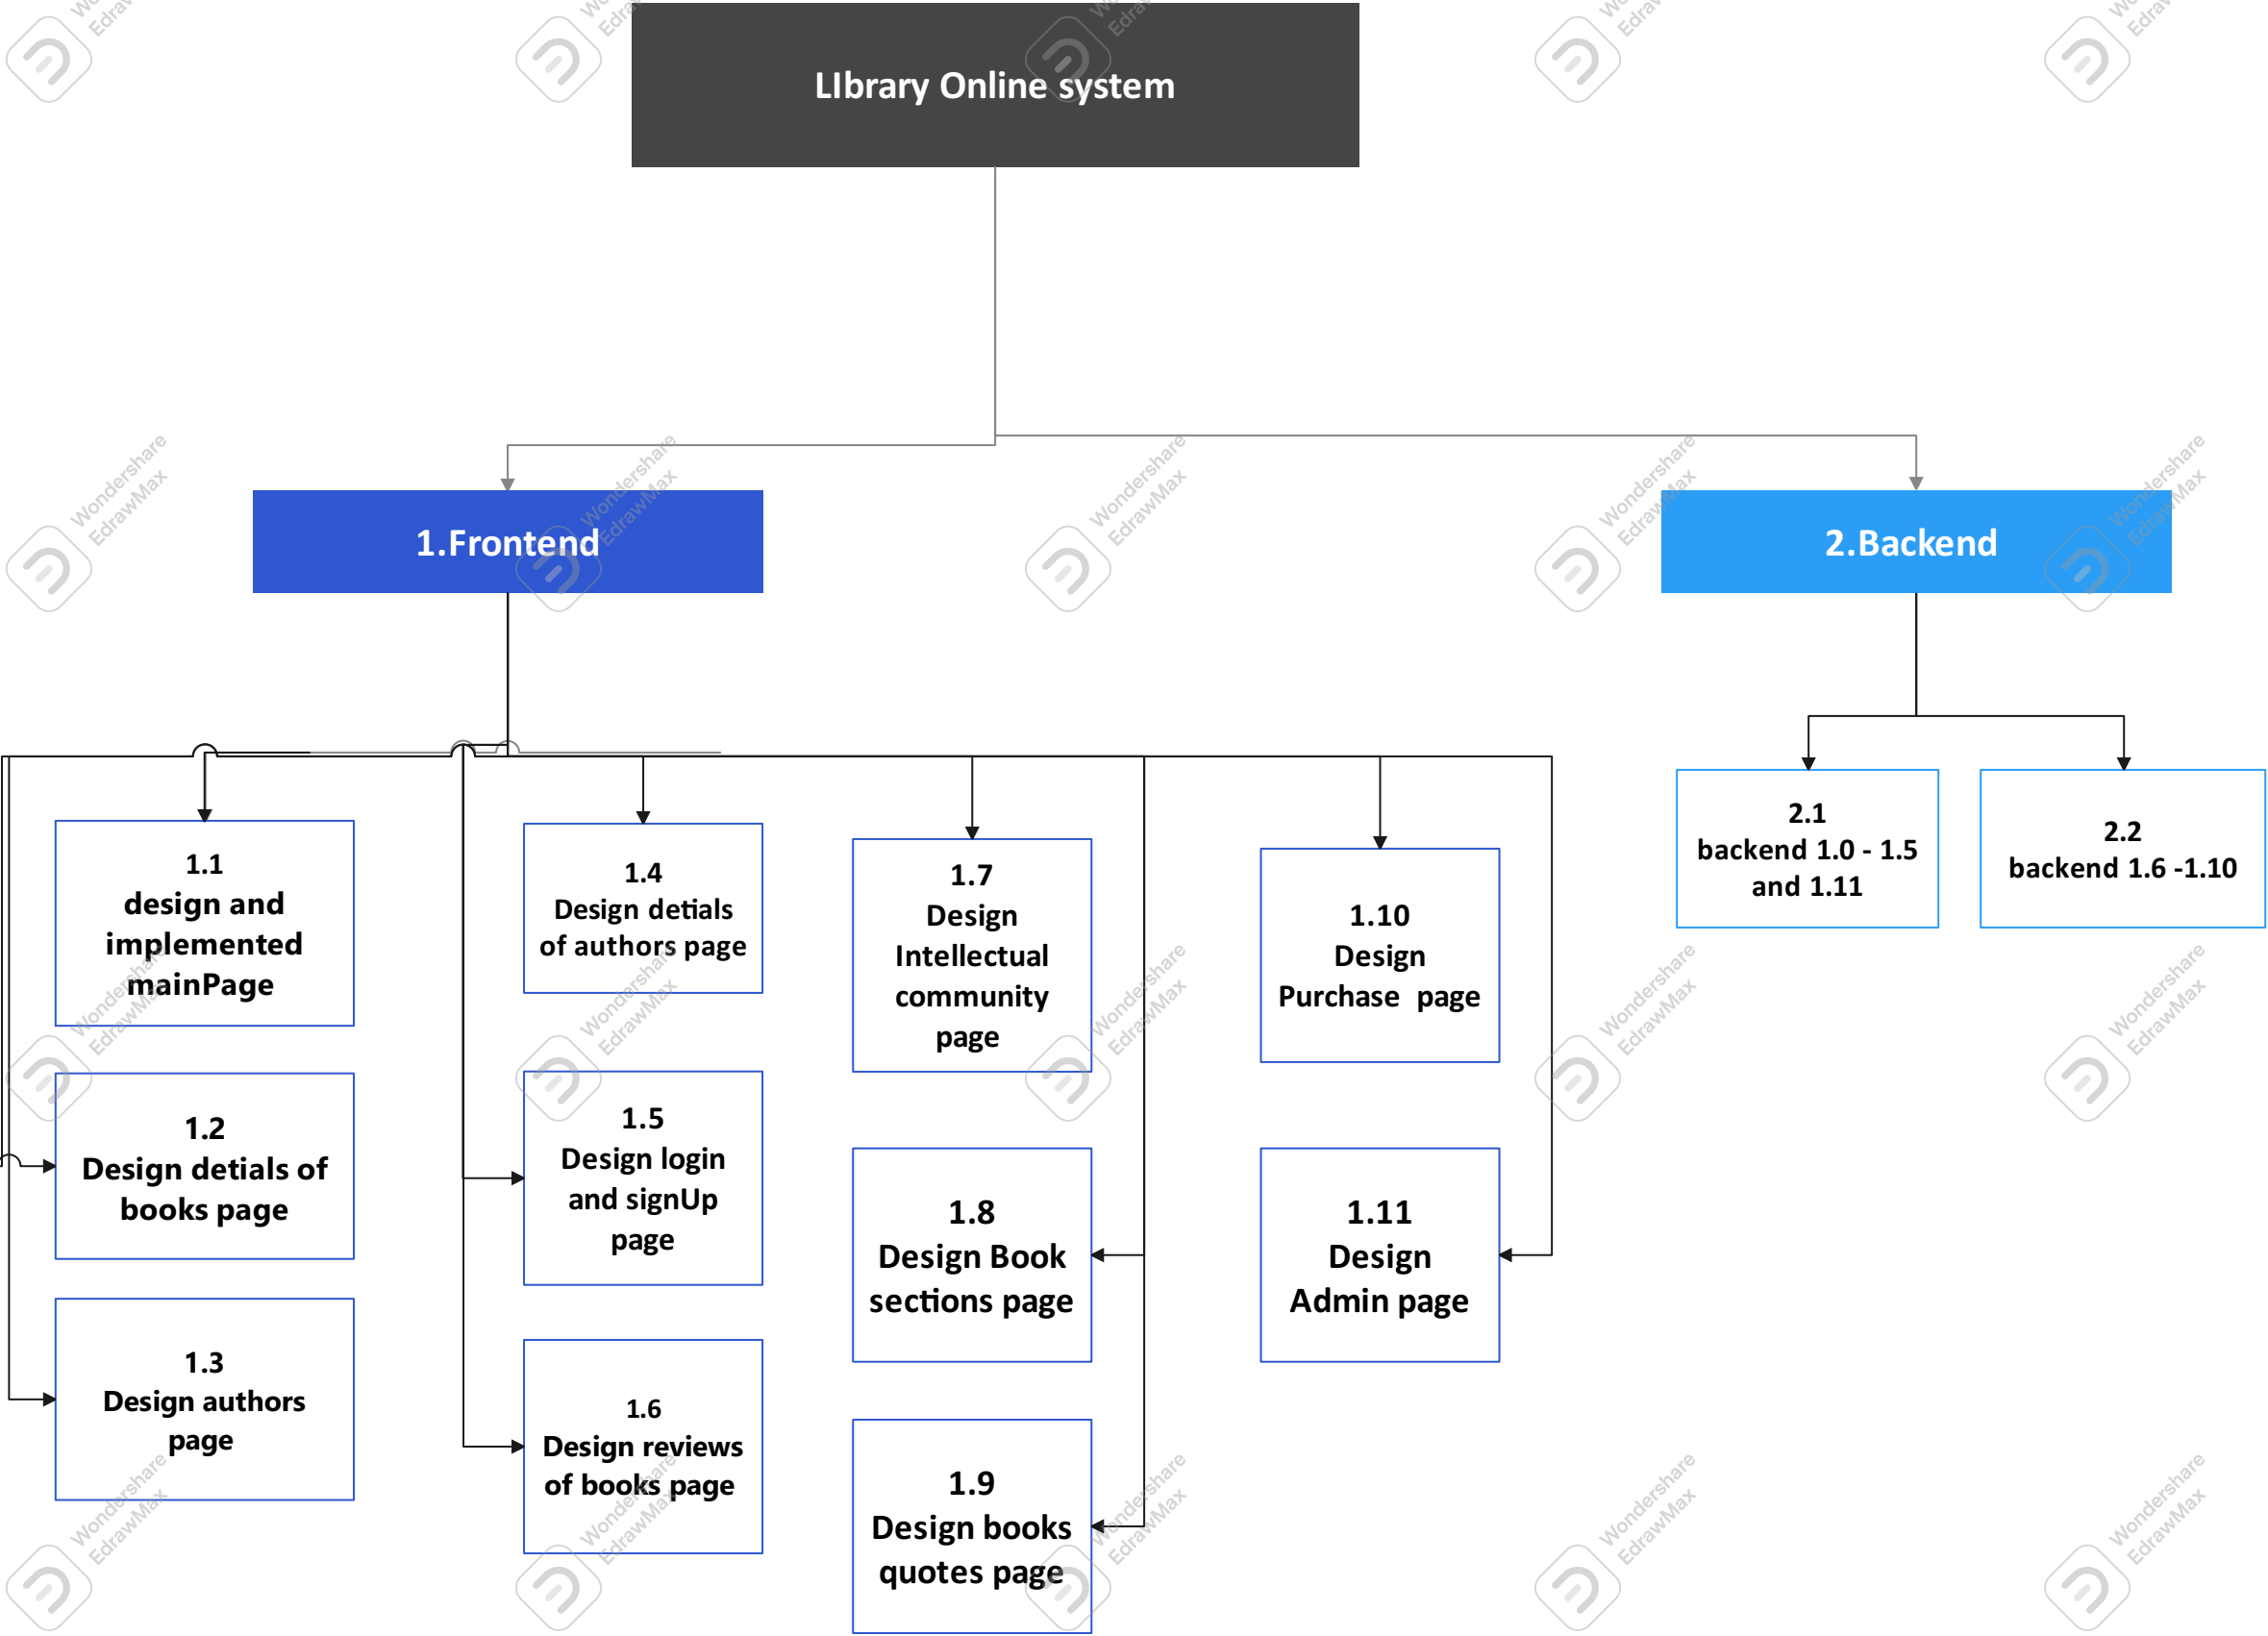 LIbrary Online system
1.Frontend
2.Backend
1.1
design and
implemented
mainPage
1.2
Design detials of
books page
1.3
Design authors
page
1.4
Design detials
of authors page
1.5
Design login
and signUp
page
1.6
Design reviews
of books page
1.7
Design
Intellectual
community
page
1.8
Design Book
sections page
1.9
Design books
quotes page
1.10
Design
Purchase  page
1.11
Design
Admin page
2.1
backend 1.0 - 1.5
and 1.11
2.2
backend 1.6 -1.10
Wondershare
EdrawMax